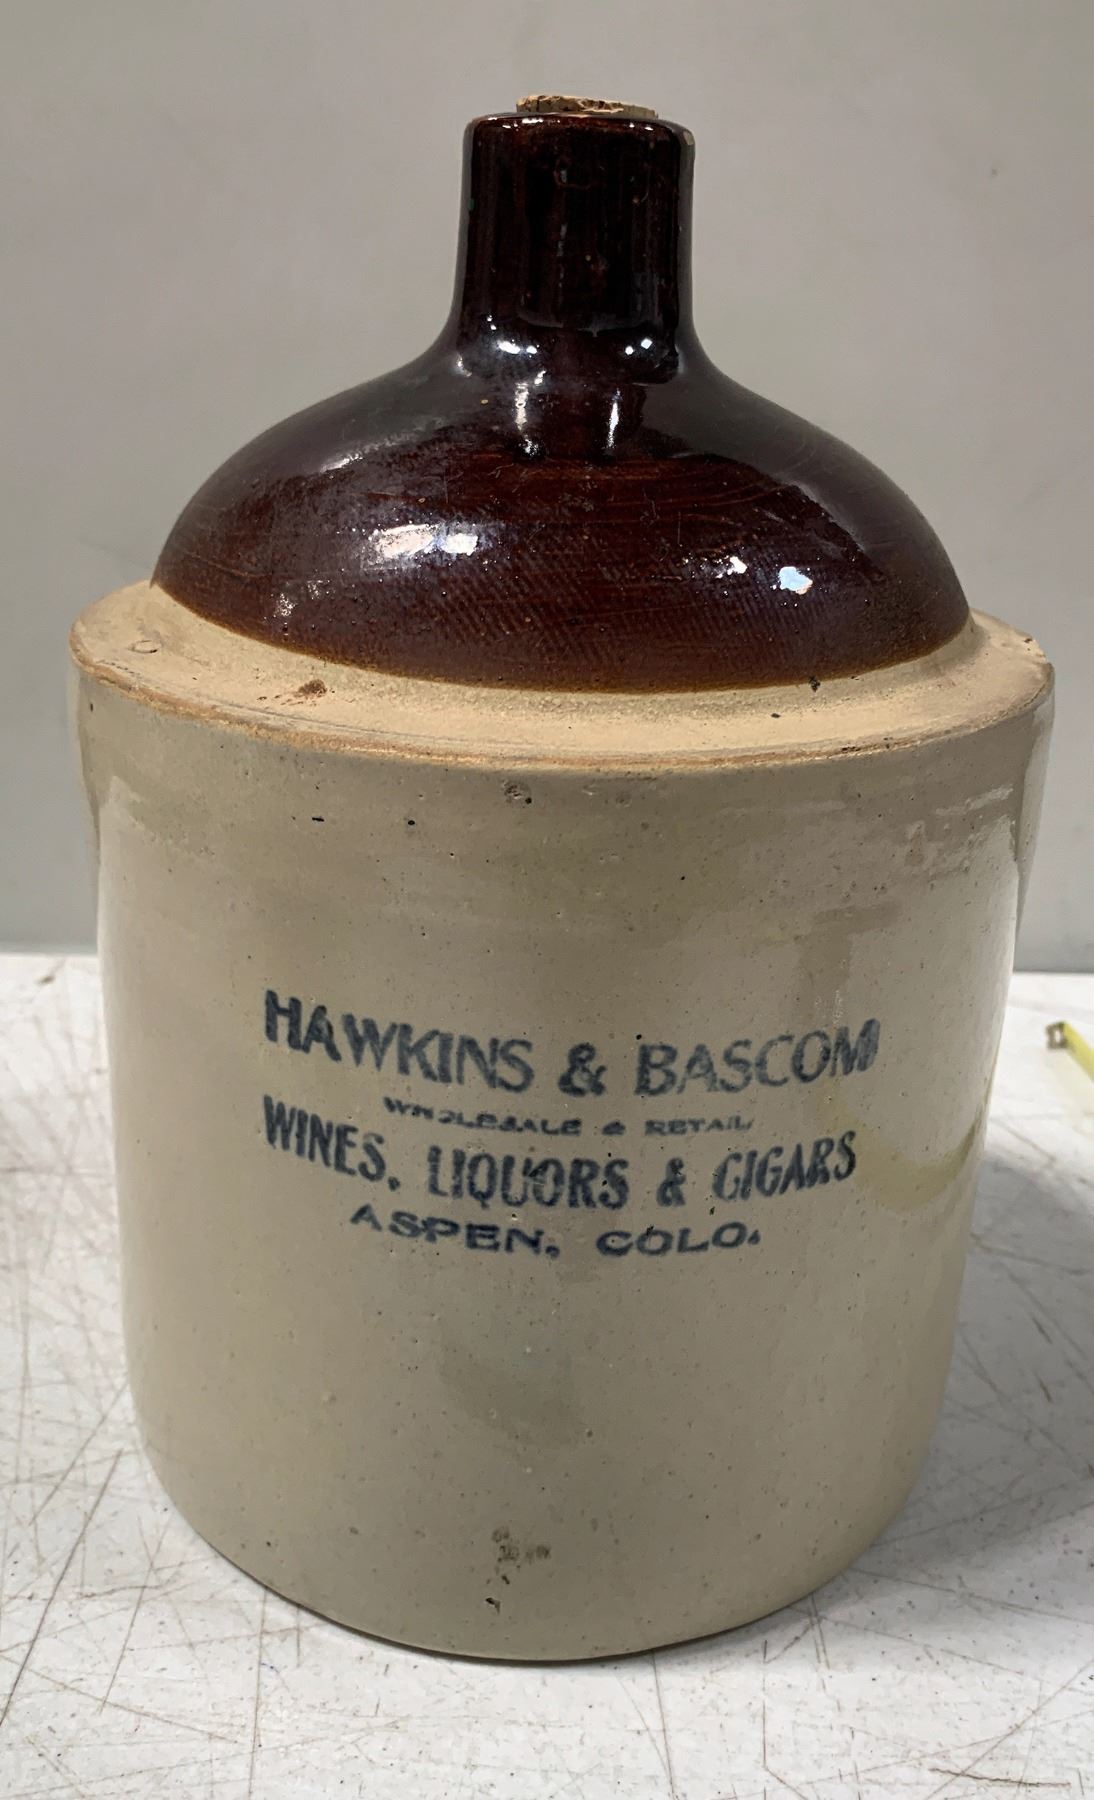 HAWKINS & BASCOM
WHOLESALE & RETAIL
WINES, LIQUORS & CIGARS
ASPEN, COLO.